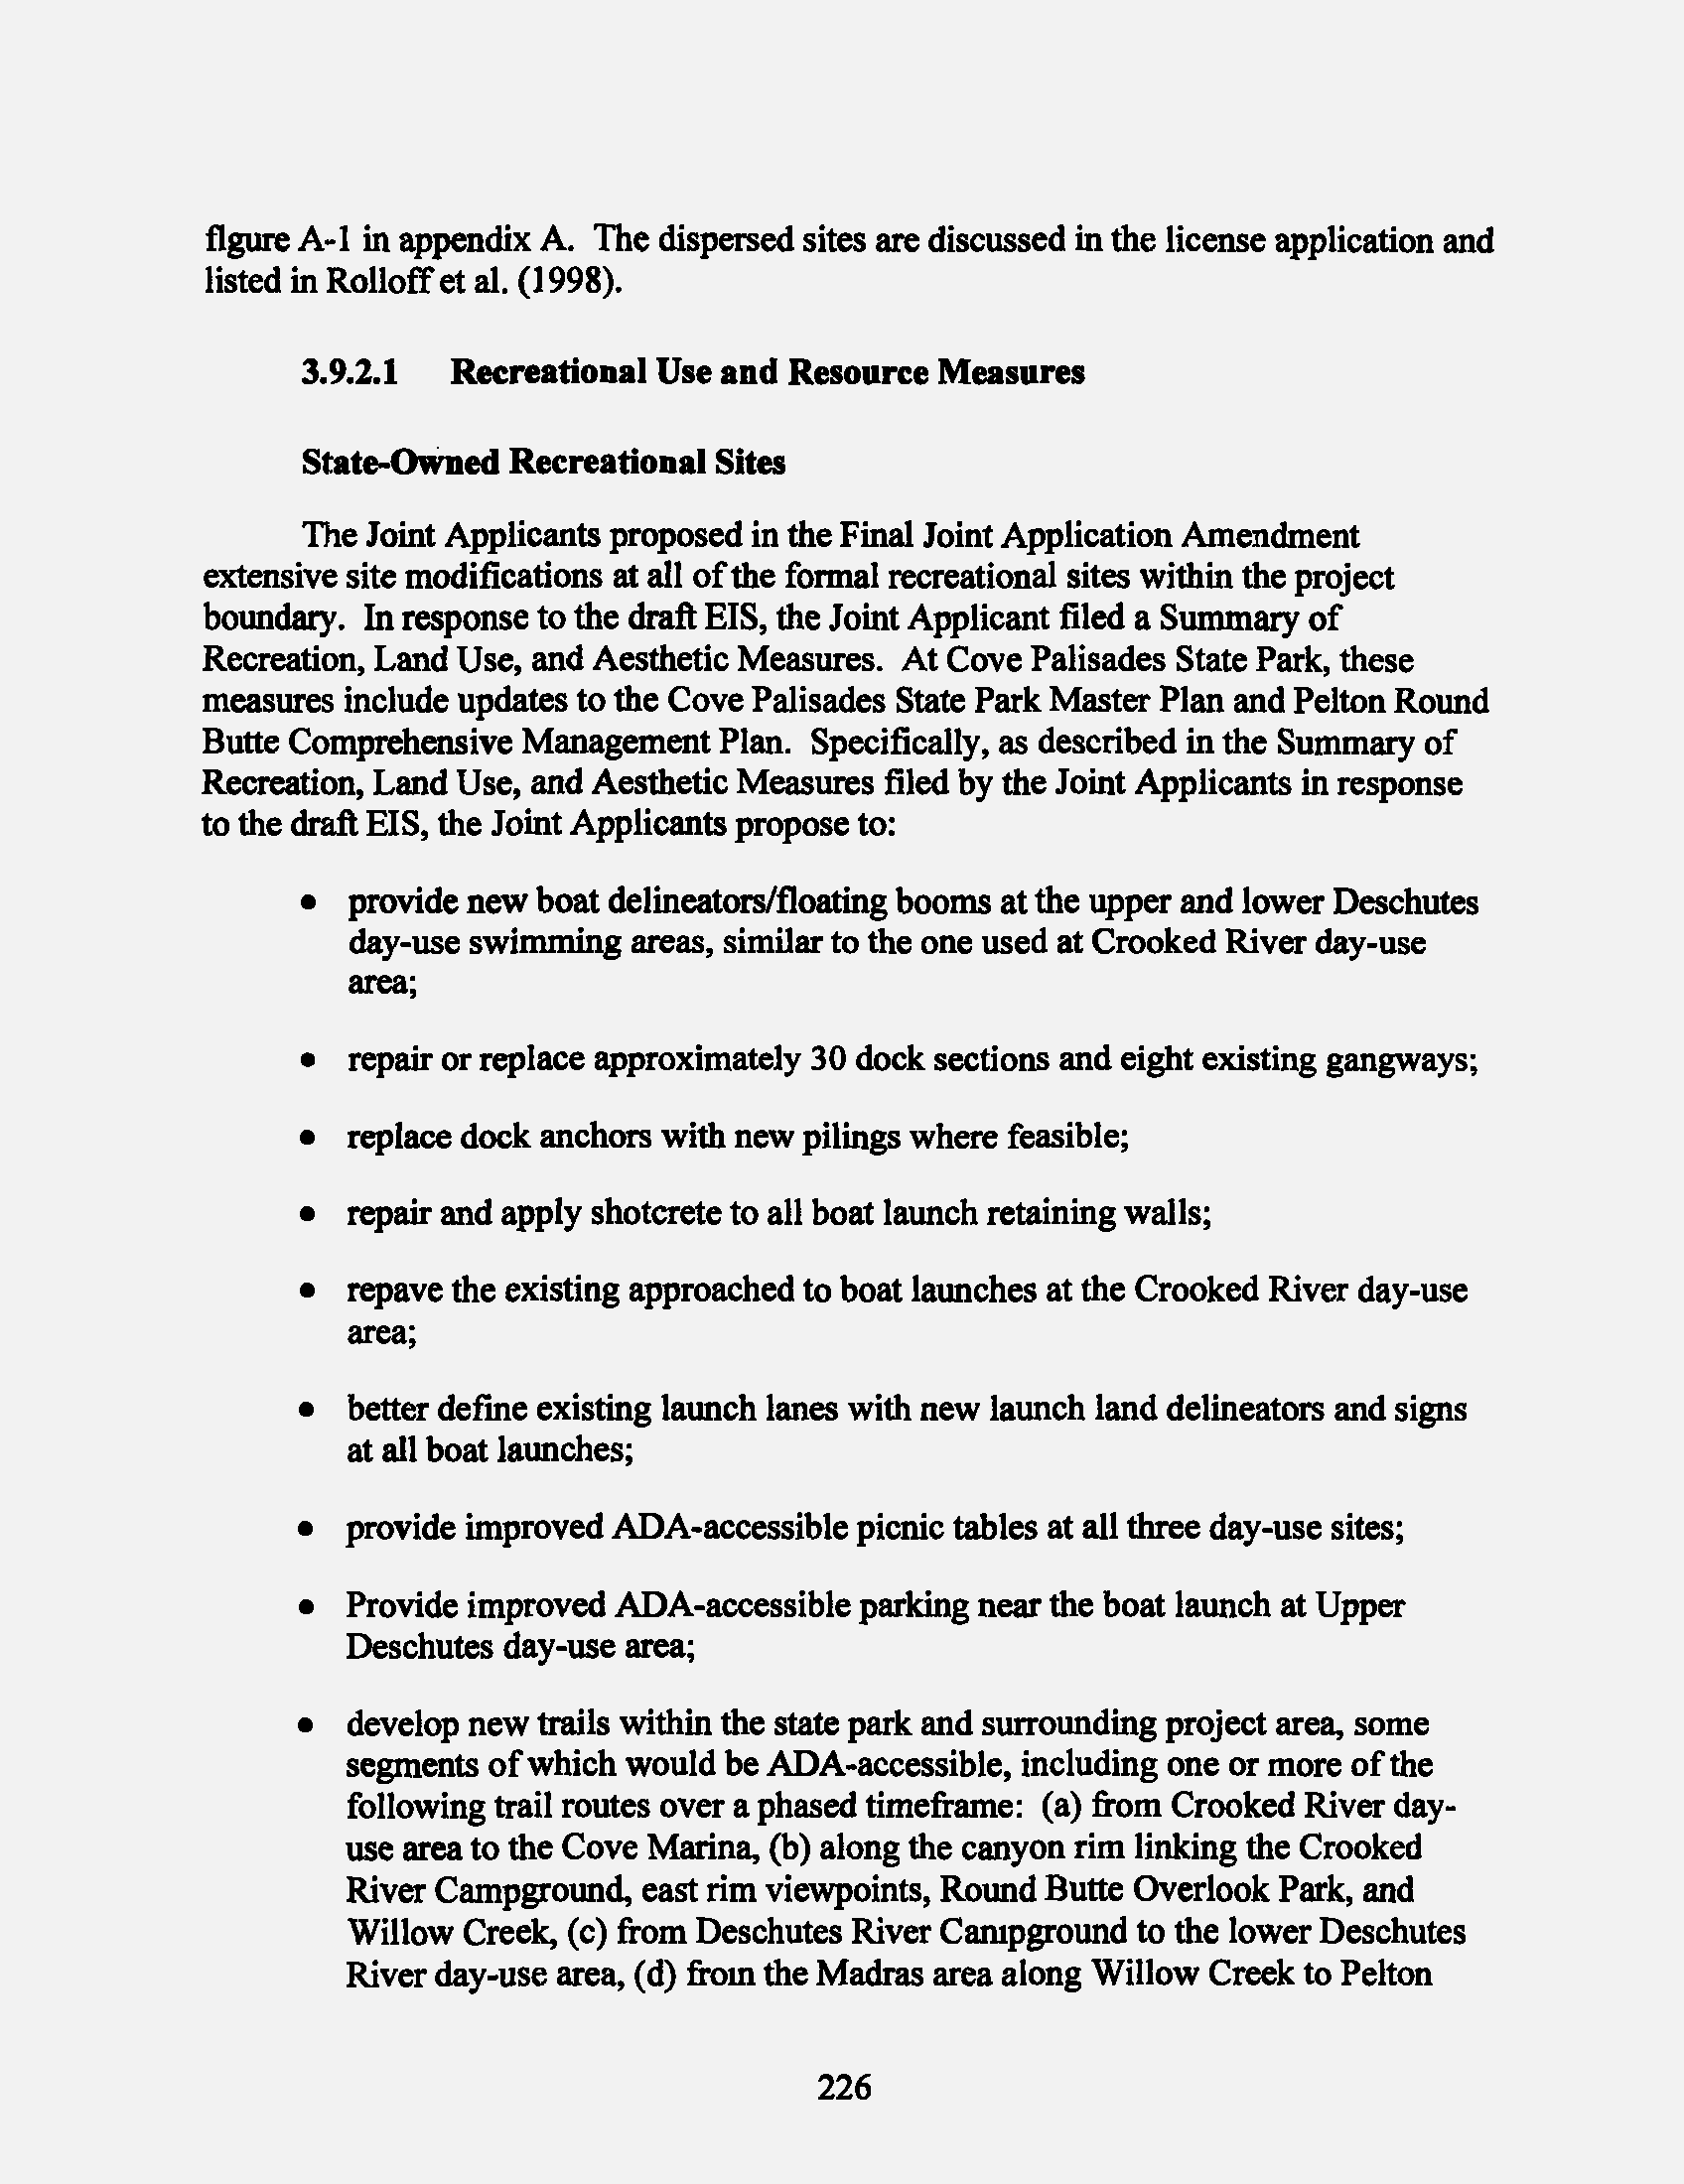 figure A-1 in appendix A. The dispersed sites are discussed in the license application and
listed in Rolloff et al. (1998).
3.9.2.1 Recreational Use and Resource Measures
State-Owned Recreational Sites
The Joint Applicants proposed in the Final Joint Application Amendment
extensive site modifications at all of the formal recreational sites within the project
boundary. In response to the draft EIS, the Joint Applicant filed a Summary of
Recreation, Land Use, and Aesthetic Measures. At Cove Palisades State Park, these
measures include updates to the Cove Palisades State Park Master Plan and Pelton Round
Butte Comprehensive Management Plan. Specifically, as described in the Summary of
Recreation, Land Use, and Aesthetic Measures filed by the Joint Applicants in response
to the draft EIS, the Joint Applicants propose to:
• provide new boat delineators/floating booms at the upper and lower Deschutes
day-use swimming areas, similar to the one used at Crooked River day-use
area;
• repair or replace approximately 30 dock sections and eight existing gangways;
• replace dock anchors with new pilings where feasible;
• repair and apply shotcrete to all boat launch retaining walls;
• repave the existing approached to boat launches at the Crooked River day-use
area;
• better define existing launch lanes with new launch land delineators and signs
at all boat launches;
• provide improved ADA-accessible picnic tables at all three day-use sites;
• Provide improved ADA-accessible parking near the boat launch at Upper
Deschutes day-use area;
• develop new trails within the state park and surrounding project area, some
segments of which would be ADA-accessible, including one or more of the
following trail routes over a phased timeframe: (a) from Crooked River day-
use area to the Cove Marina, (b) along the canyon rim linking the Crooked
River Campground, east rim viewpoints, Round Butte Overlook Park, and
Willow Creek, (c) from Deschutes River Campground to the lower Deschutes
River day-use area, (d) from the Madras area along Willow Creek to Pelton
226